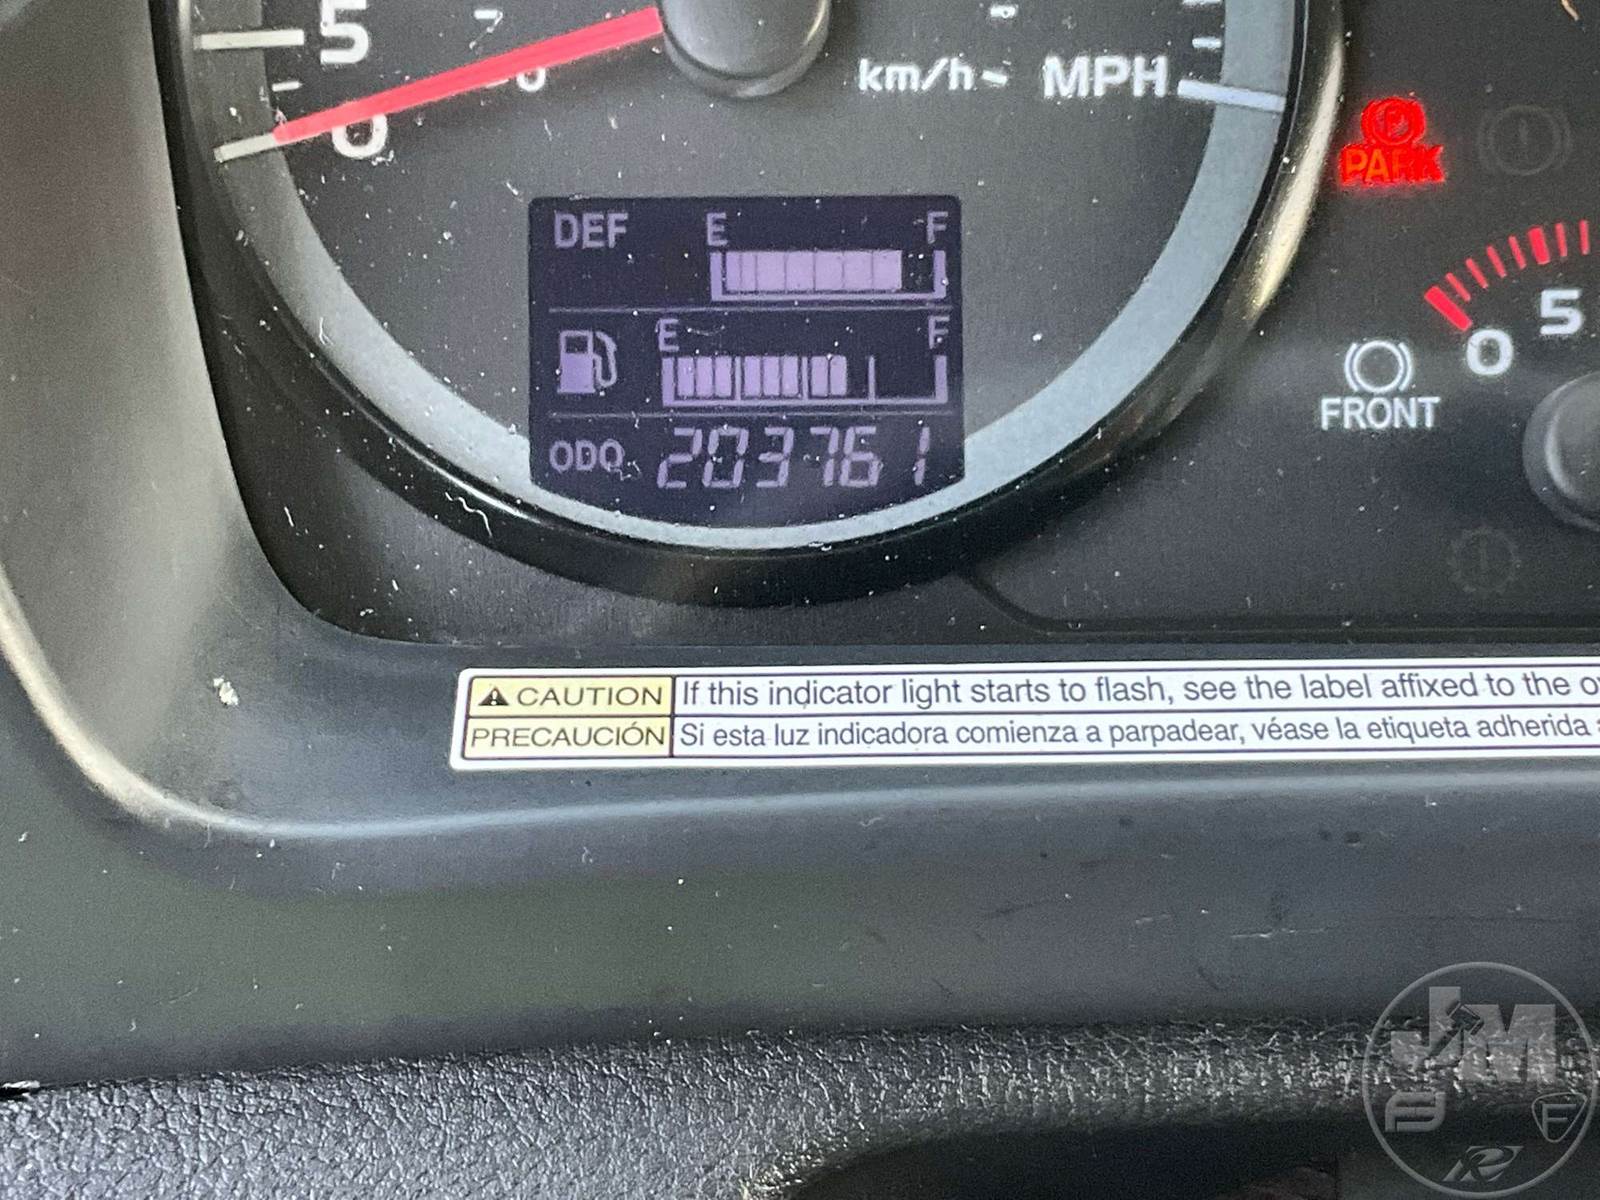 5
0
km/h MPH
PARK
DEF E F
E F
ODO 203761
0 5
FRONT
CAUTION If this indicator light starts to flash, see the label affixed to the
PRECAUCIÓN Si esta luz indicadora comienza a parpadear, véase la etiqueta adherida
JM
F